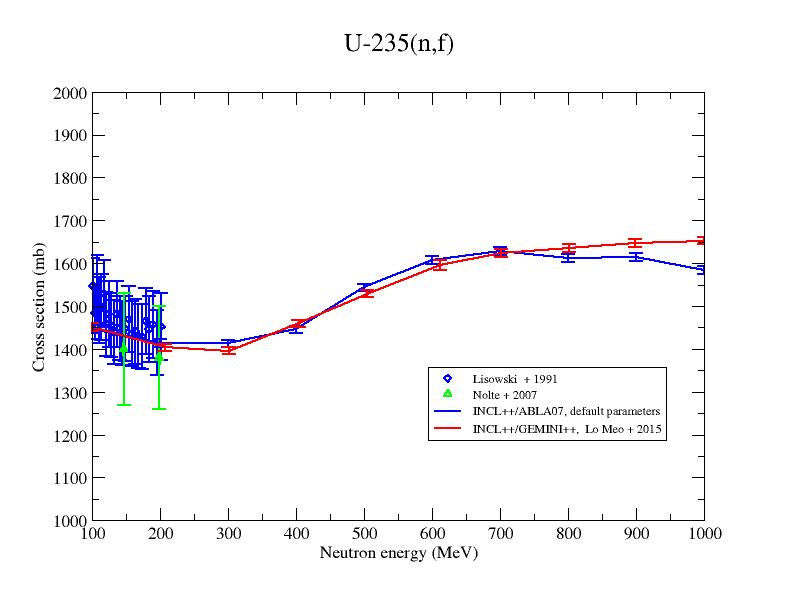 U-235(n,f)
2000
1900
1800
1700
1600
1500
1400
1300
1200
1100
1000
Cross section (mb)
Lisowski + 1991
Nolte + 2007
INCL++/ABLA07, default parameters
INCL++/GEMINI++, Lo Meo + 2015
100 200 300 400 500 600 700 800 900 1000
Neutron energy (MeV)